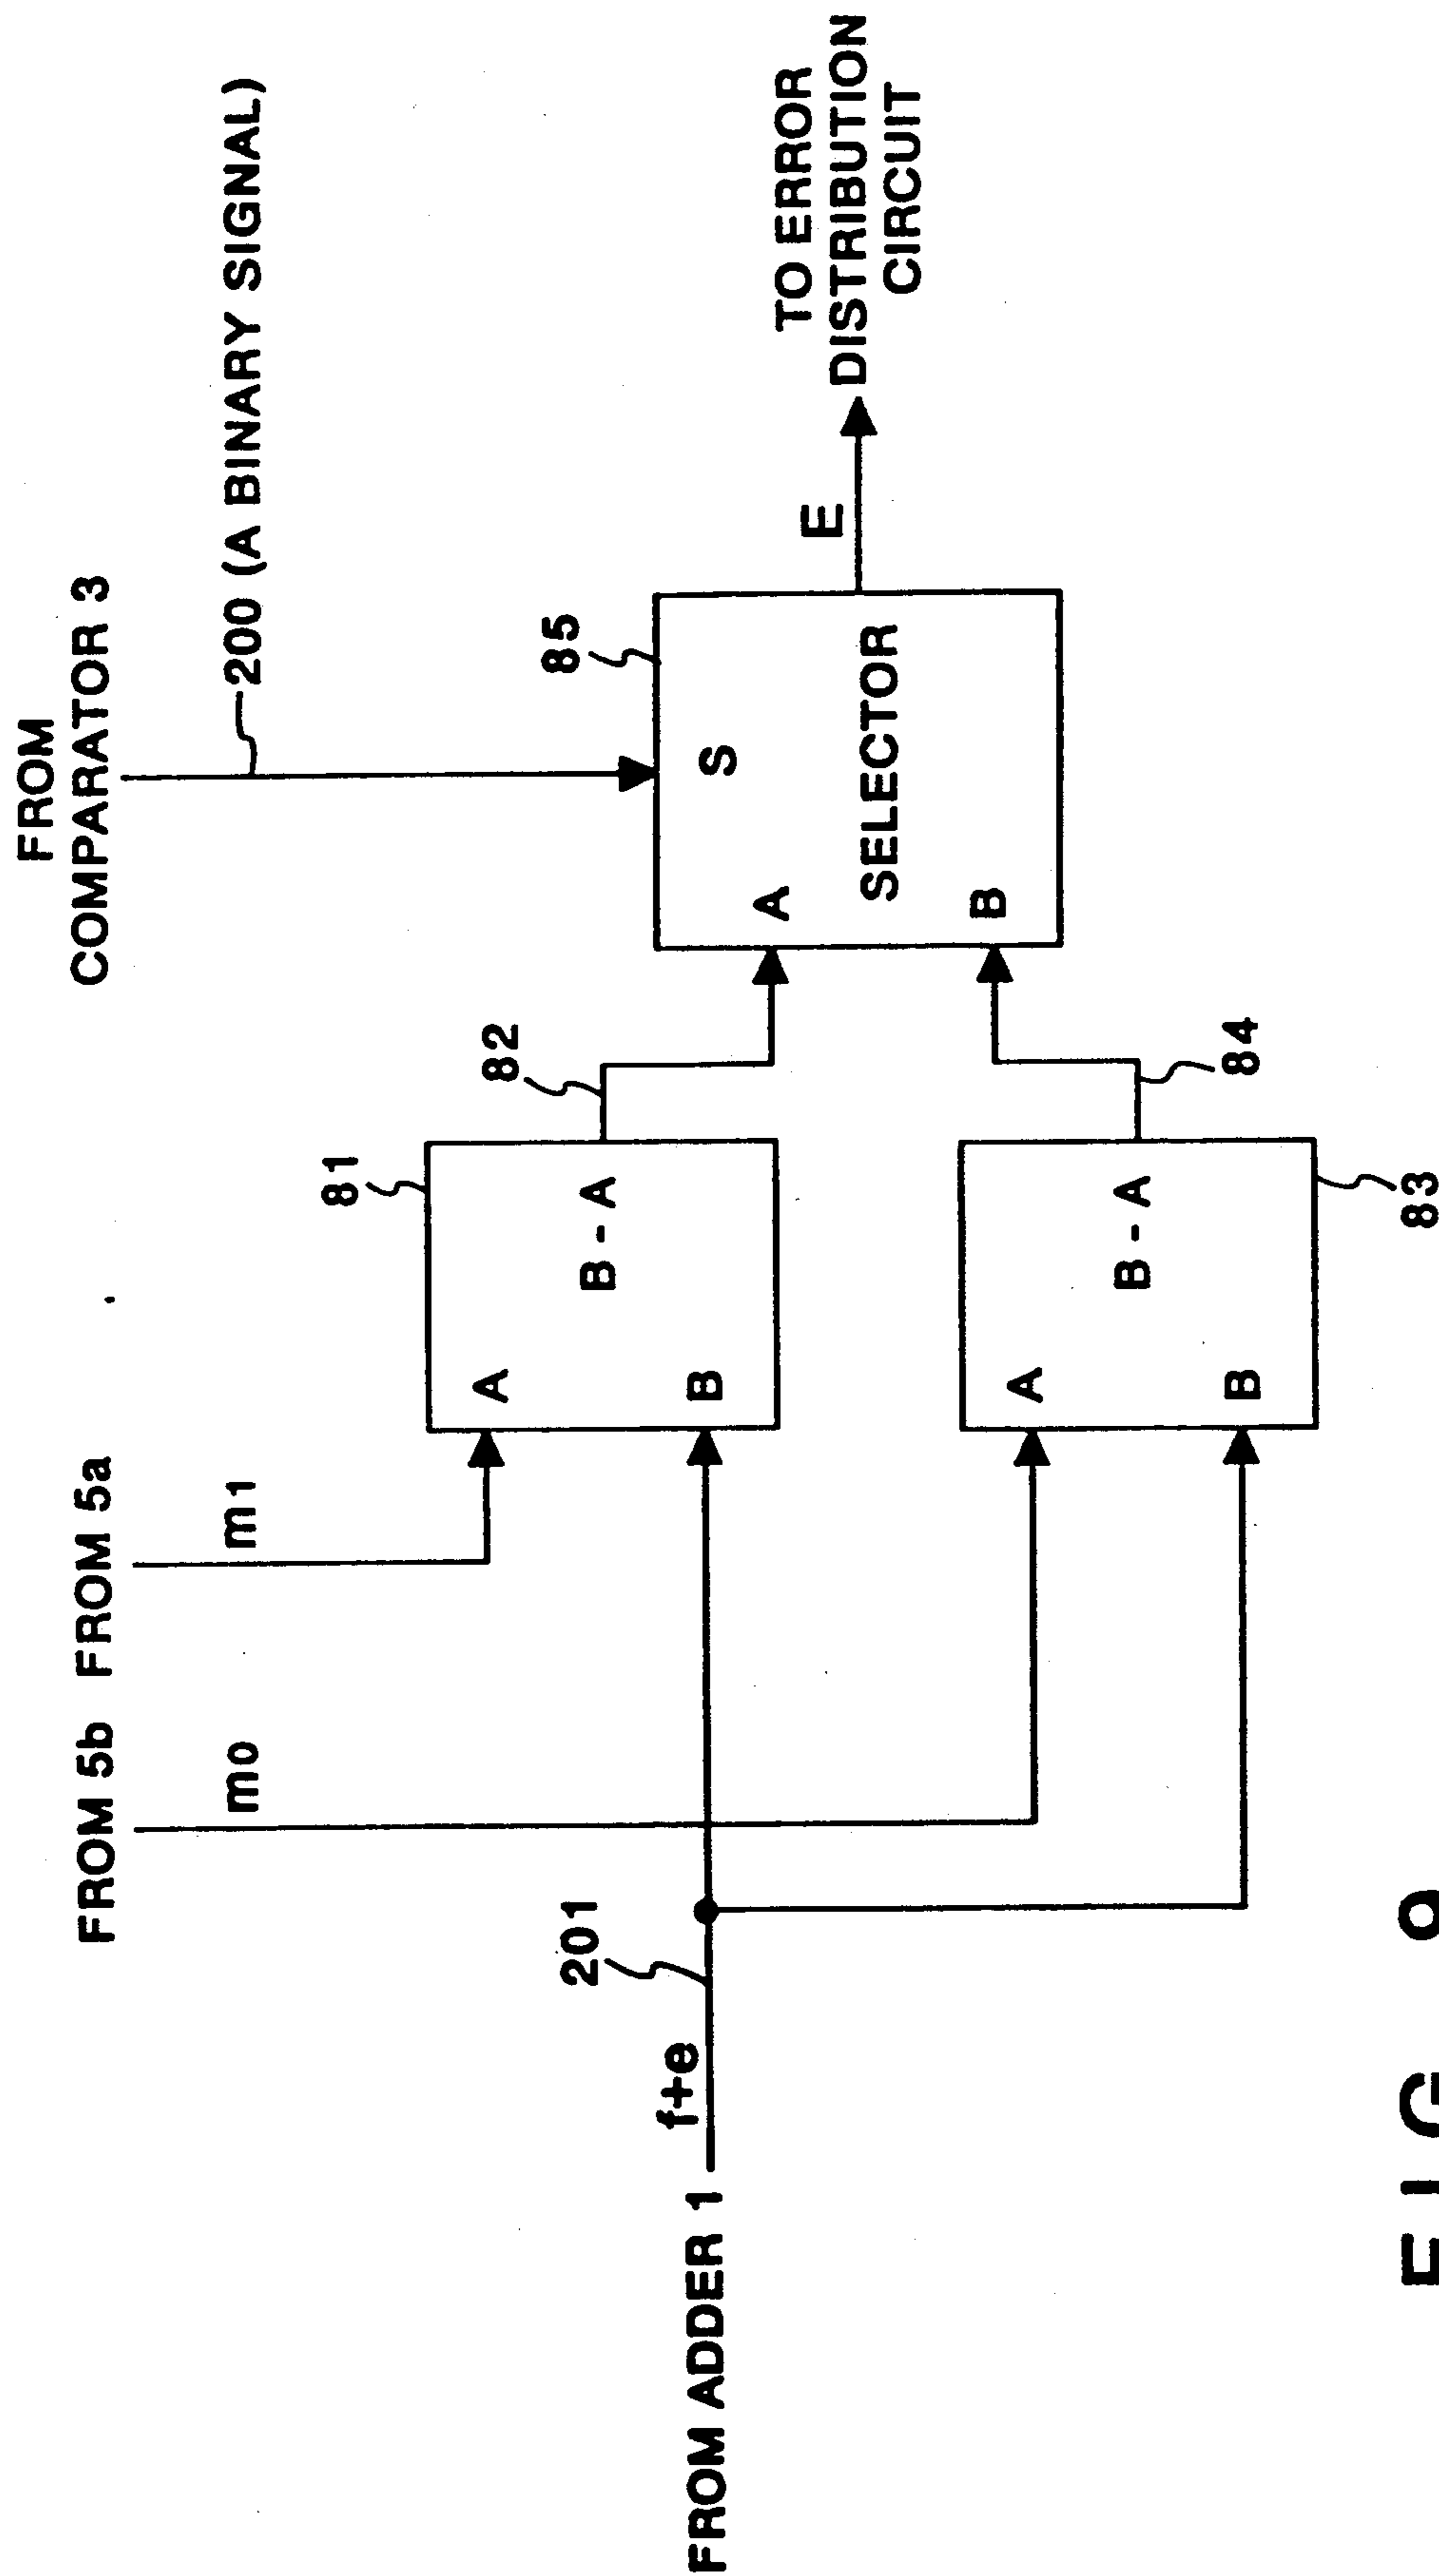 FROM
COMPARATOR 3
200 (A BINARY SIGNAL)
FROM 5b
FROM 5a
m0
m1
81
82
85
S
A
SELECTOR
B
E
TO ERROR
DISTRIBUTION
CIRCUIT
A
B - A
B
201
f+e
FROM ADDER 1
A
B - A
B
84
83